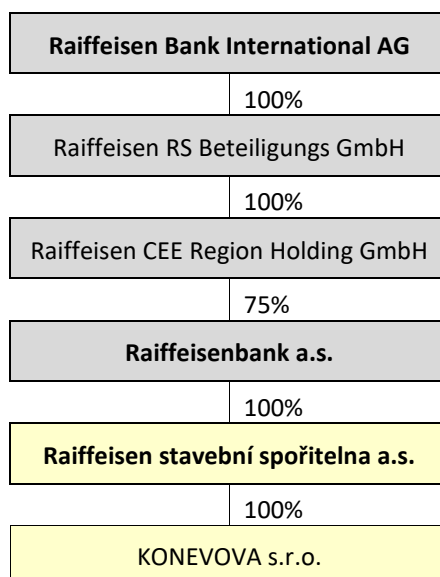 Raiffeisen Bank International AG
100%
Raiffeisen RS Beteiligungs GmbH
100%
Raiffeisen CEE Region Holding GmbH
75%
Raiffeisenbank a.s.
100%
Raiffeisen stavební spořitelna a.s.
100%
KONEVOVA s.r.o.